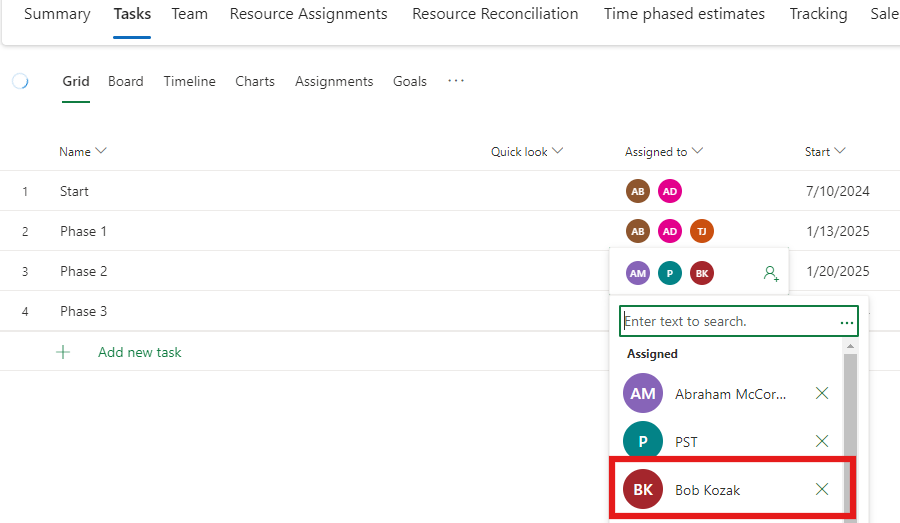 Summary Tasks Team Resource Assignments Resource Reconciliation Time phased estimates Tracking Sale
Grid Board Timeline Charts Assignments Goals ...
Name Quick look Assigned to Start
1 Start AB AD 7/10/2024
2 Phase 1 AB AD TJ 1/13/2025
3 Phase 2 AM P BK 1/20/2025
4 Phase 3
Enter text to search. ...
+ Add new task
Assigned
AM Abraham McCor...
P PST
BK Bob Kozak